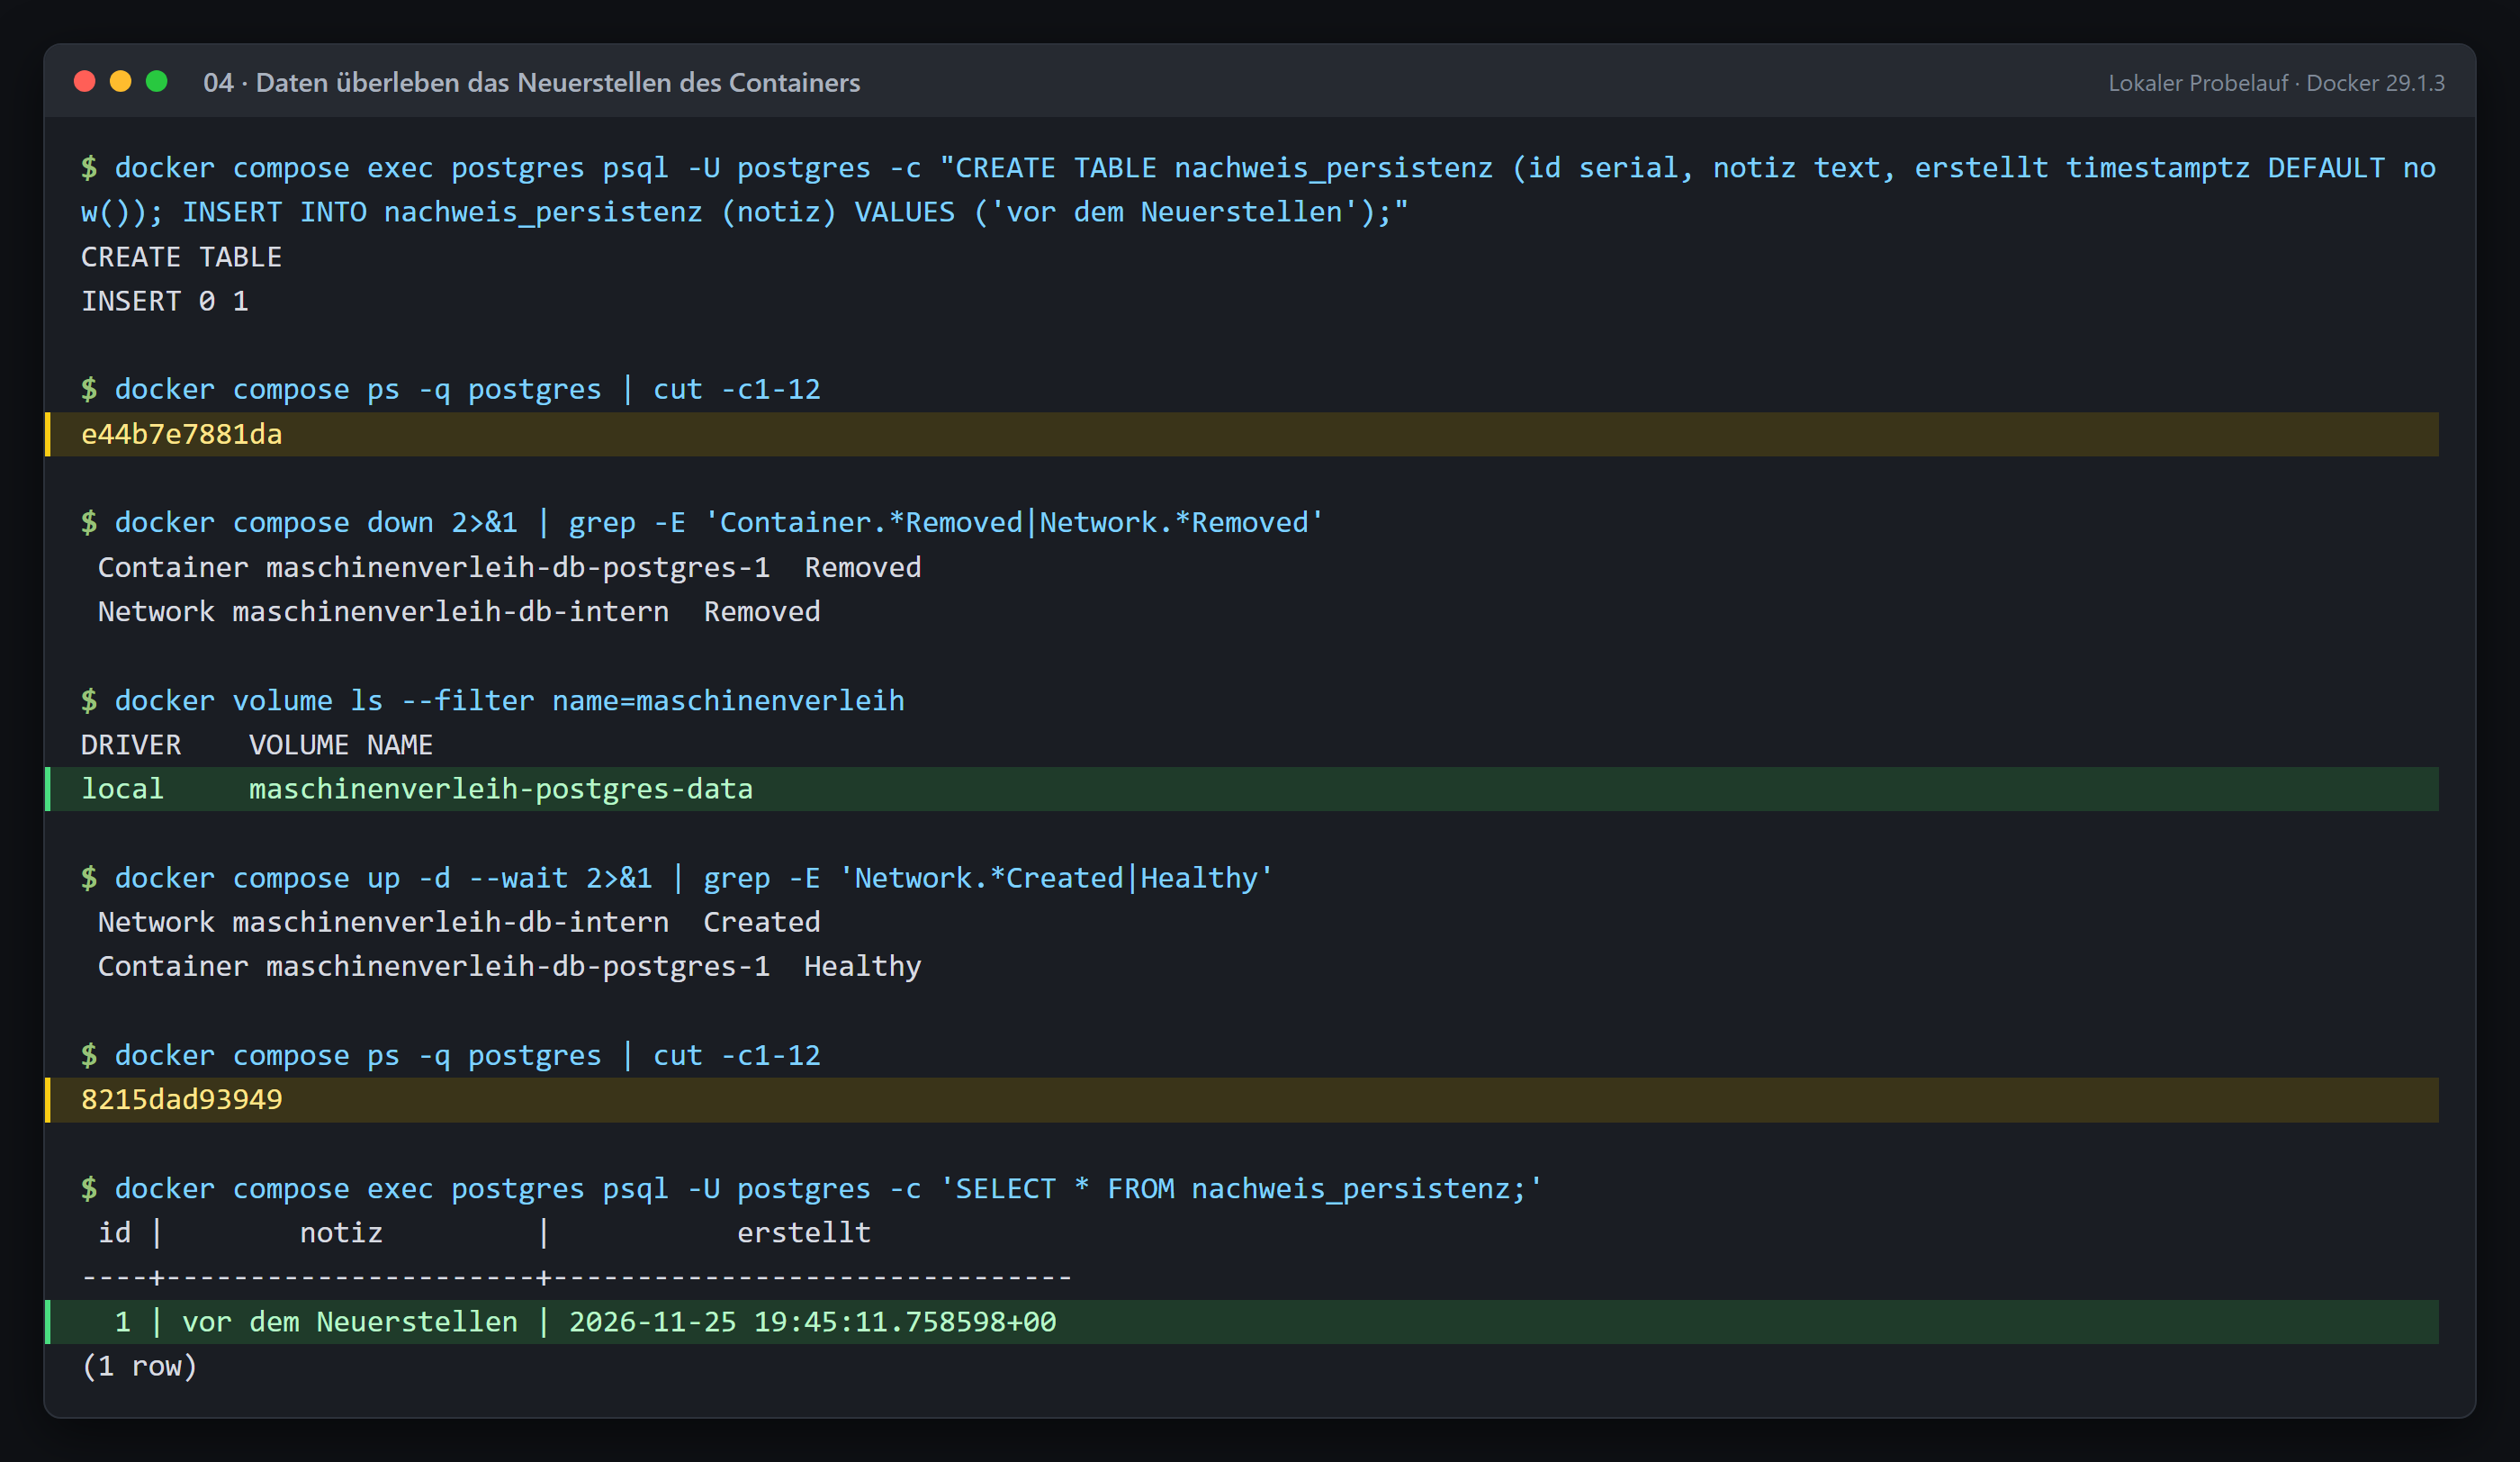 04 · Daten überleben das Neuerstellen des Containers
Lokaler Probelauf · Docker 29.1.3
$ docker compose exec postgres psql -U postgres -c "CREATE TABLE nachweis_persistenz (id serial, notiz text, erstellt timestamptz DEFAULT no
w()); INSERT INTO nachweis_persistenz (notiz) VALUES ('vor dem Neuerstellen');"
CREATE TABLE
INSERT 0 1
$ docker compose ps -q postgres | cut -c1-12
e44b7e7881da
$ docker compose down 2>&1 | grep -E 'Container.*Removed|Network.*Removed'
 Container maschinenverleih-db-postgres-1  Removed
 Network maschinenverleih-db-intern  Removed
$ docker volume ls --filter name=maschinenverleih
DRIVER    VOLUME NAME
local     maschinenverleih-postgres-data
$ docker compose up -d --wait 2>&1 | grep -E 'Network.*Created|Healthy'
 Network maschinenverleih-db-intern  Created
 Container maschinenverleih-db-postgres-1  Healthy
$ docker compose ps -q postgres | cut -c1-12
8215dad93949
$ docker compose exec postgres psql -U postgres -c 'SELECT * FROM nachweis_persistenz;'
 id |        notiz         |           erstellt
----+----------------------+-------------------------------
  1 | vor dem Neuerstellen | 2026-11-25 19:45:11.758598+00
(1 row)